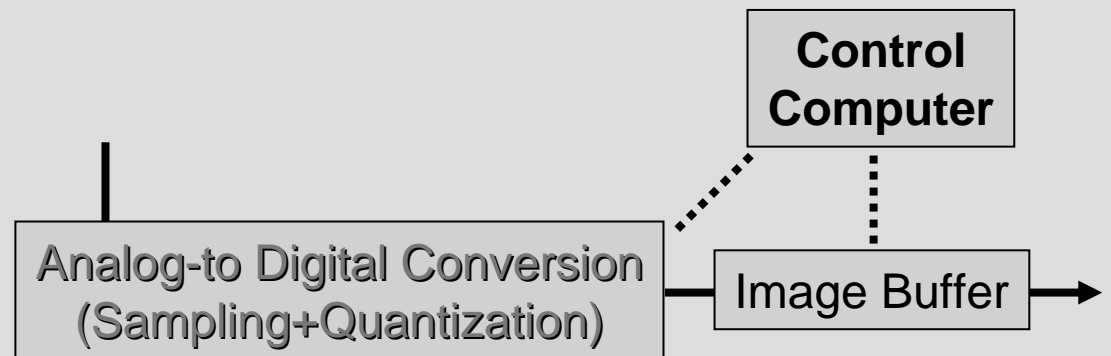 Control
Computer
Analog-to Digital Conversion
(Sampling+Quantization)
Image Buffer